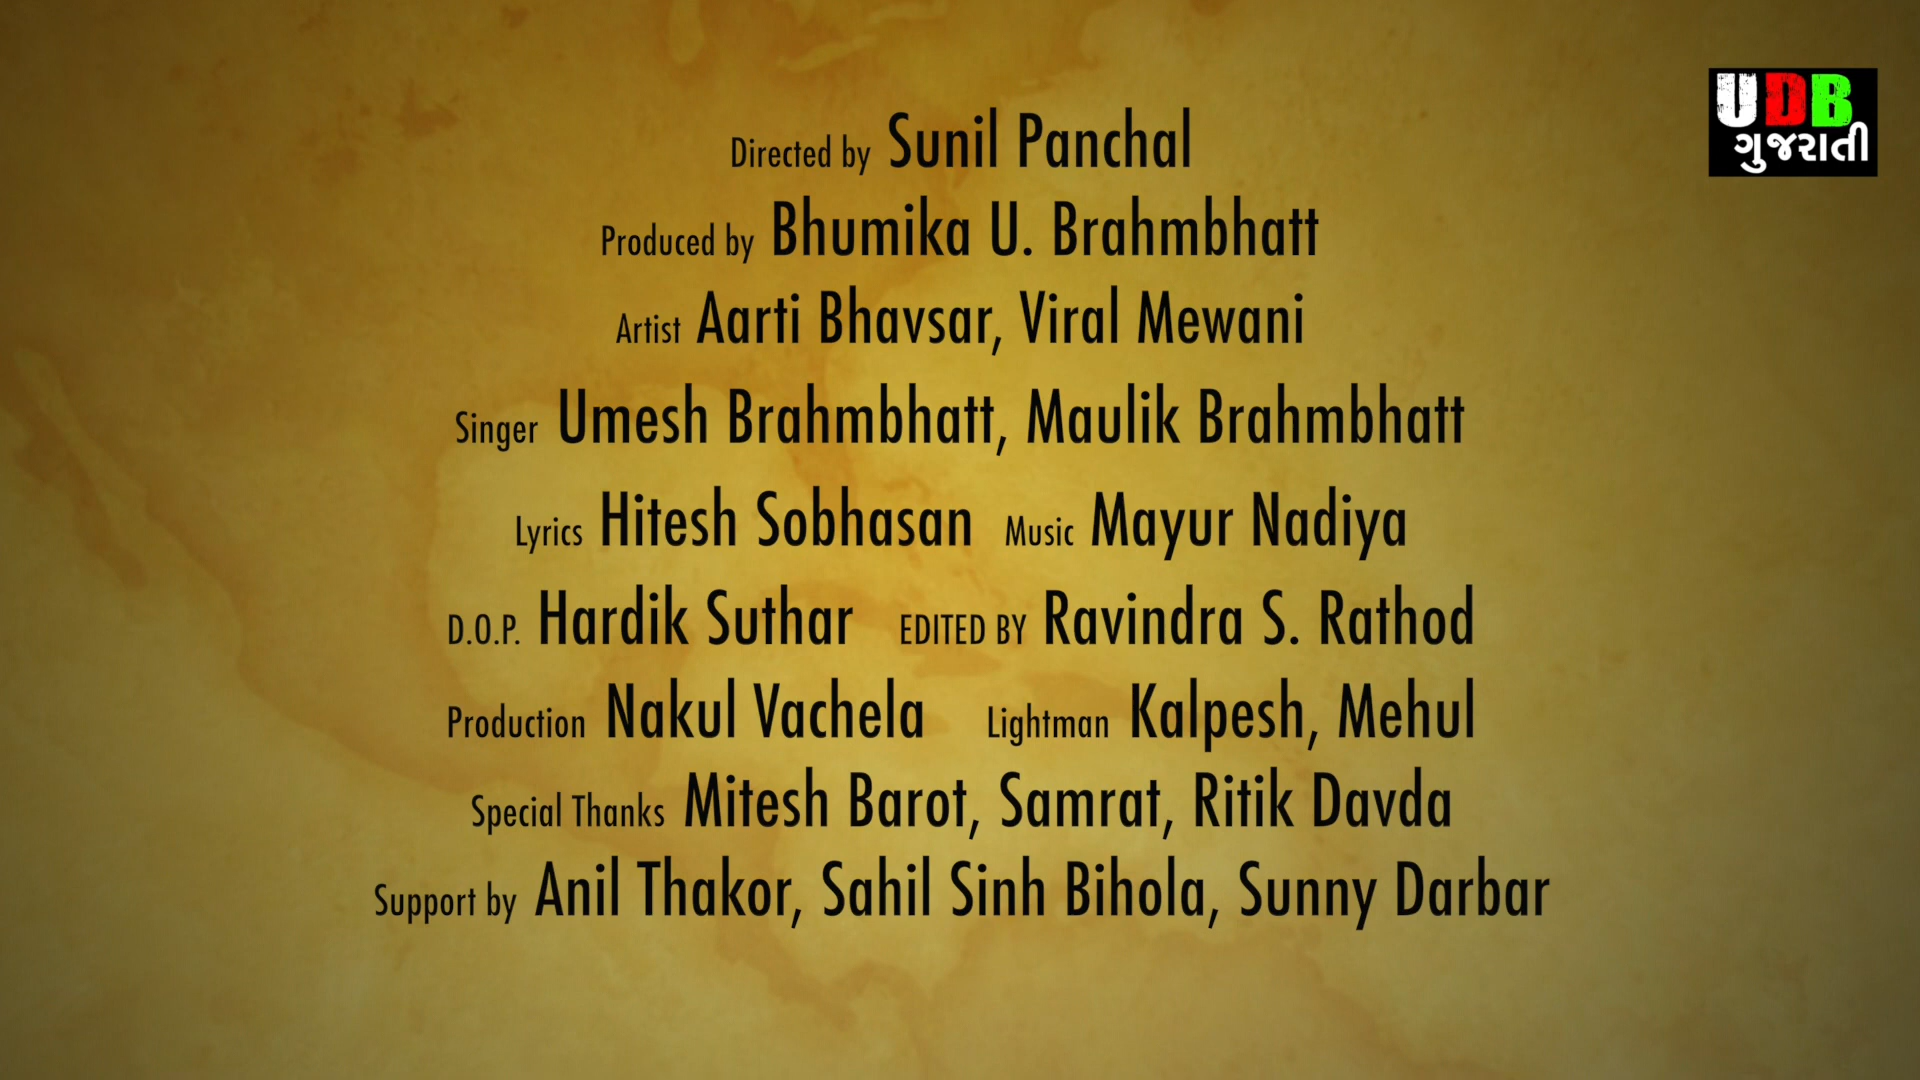 UDB
ગુજરાતી
Directed by Sunil Panchal
Produced by Bhumika U. Brahmbhatt
Artist Aarti Bhavsar, Viral Mewani
Singer Umesh Brahmbhatt, Maulik Brahmbhatt
Lyrics Hitesh Sobhasan Music Mayur Nadiya
D.O.P. Hardik Suthar EDITED BY Ravindra S. Rathod
Production Nakul Vachela Lightman Kalpesh, Mehul
Special Thanks Mitesh Barot, Samrat, Ritik Davda
Support by Anil Thakor, Sahil Sinh Bihola, Sunny Darbar